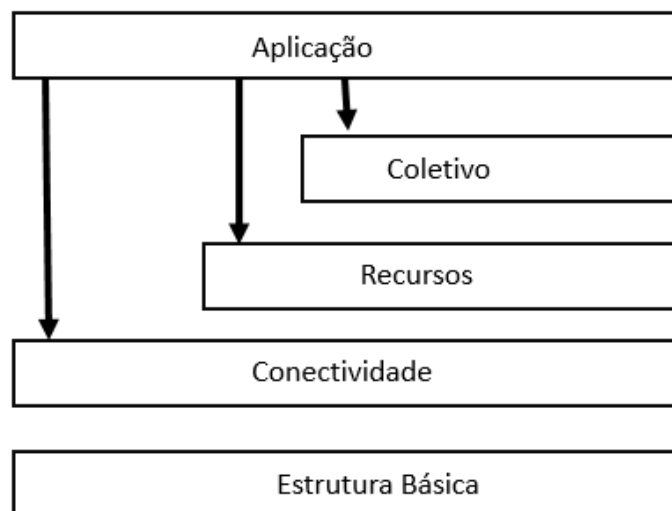 Aplicação
Coletivo
Recursos
Conectividade
Estrutura Básica